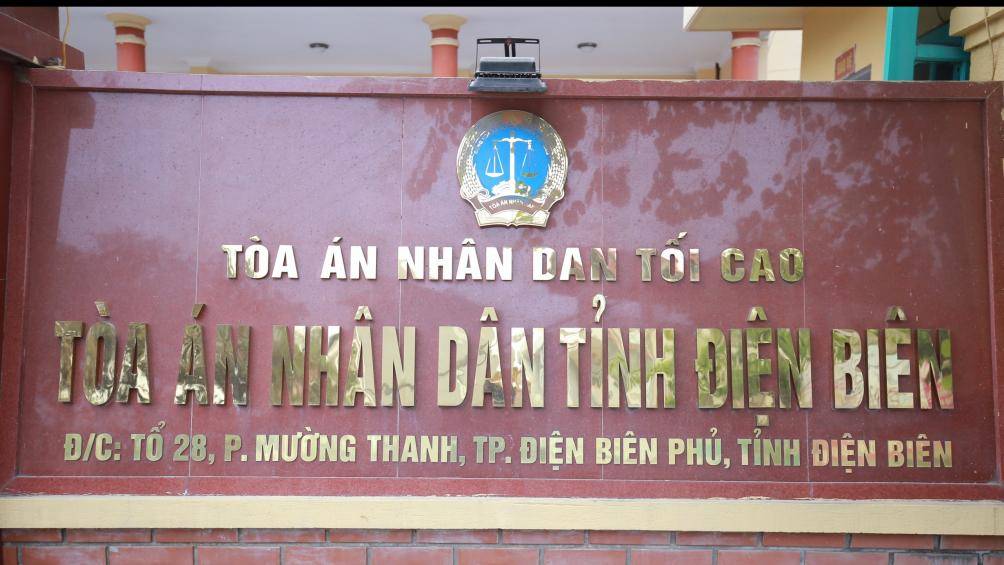 TÒA ÁN NHÂN DAN TỐI CAO
TÒA ÁN NHÂN DÂN TỈNH ĐIỆN BIÊN
Đ/C: TỔ 28, P. MƯỜNG THANH, TP. ĐIỆN BIÊN PHỦ, TỈNH ĐIỆN BIÊN